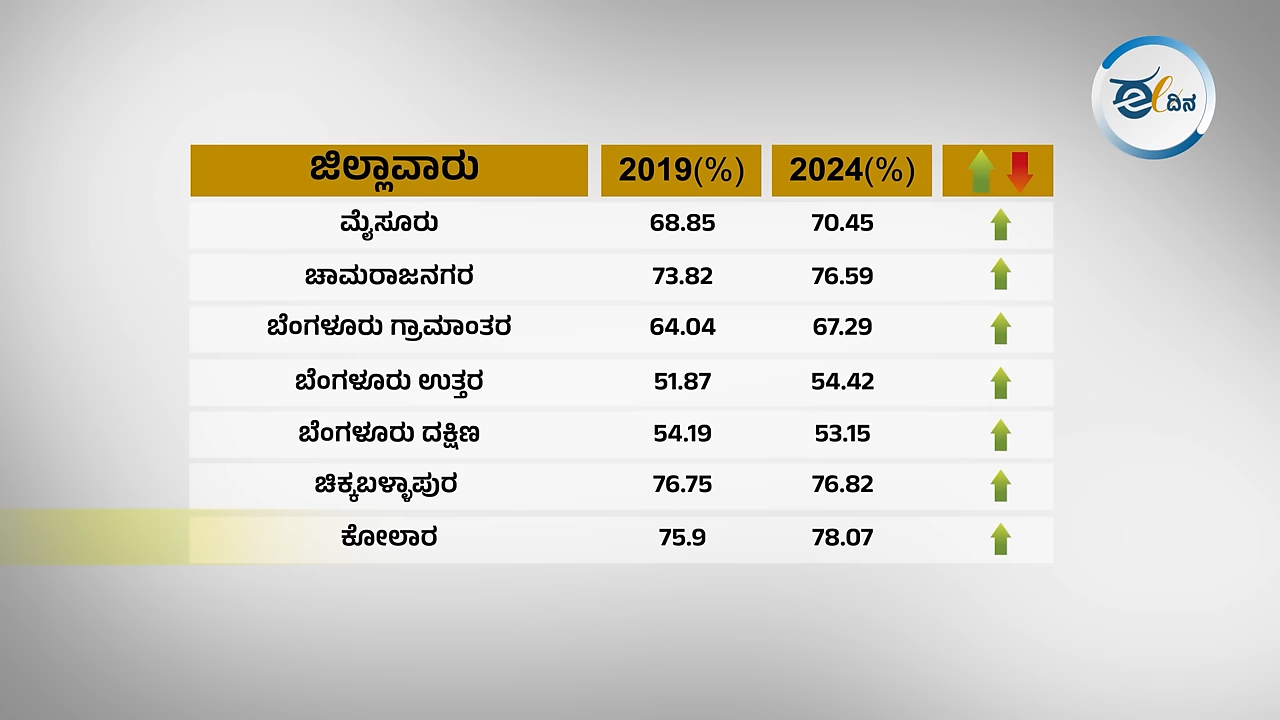 ಈ ದಿನ
ಜಿಲ್ಲಾವಾರು 2019(%) 2024(%)
ಮೈಸೂರು 68.85 70.45
ಚಾಮರಾಜನಗರ 73.82 76.59
ಬೆಂಗಳೂರು ಗ್ರಾಮಾಂತರ 64.04 67.29
ಬೆಂಗಳೂರು ಉತ್ತರ 51.87 54.42
ಬೆಂಗಳೂರು ದಕ್ಷಿಣ 54.19 53.15
ಚಿಕ್ಕಬಳ್ಳಾಪುರ 76.75 76.82
ಕೋಲಾರ 75.9 78.07